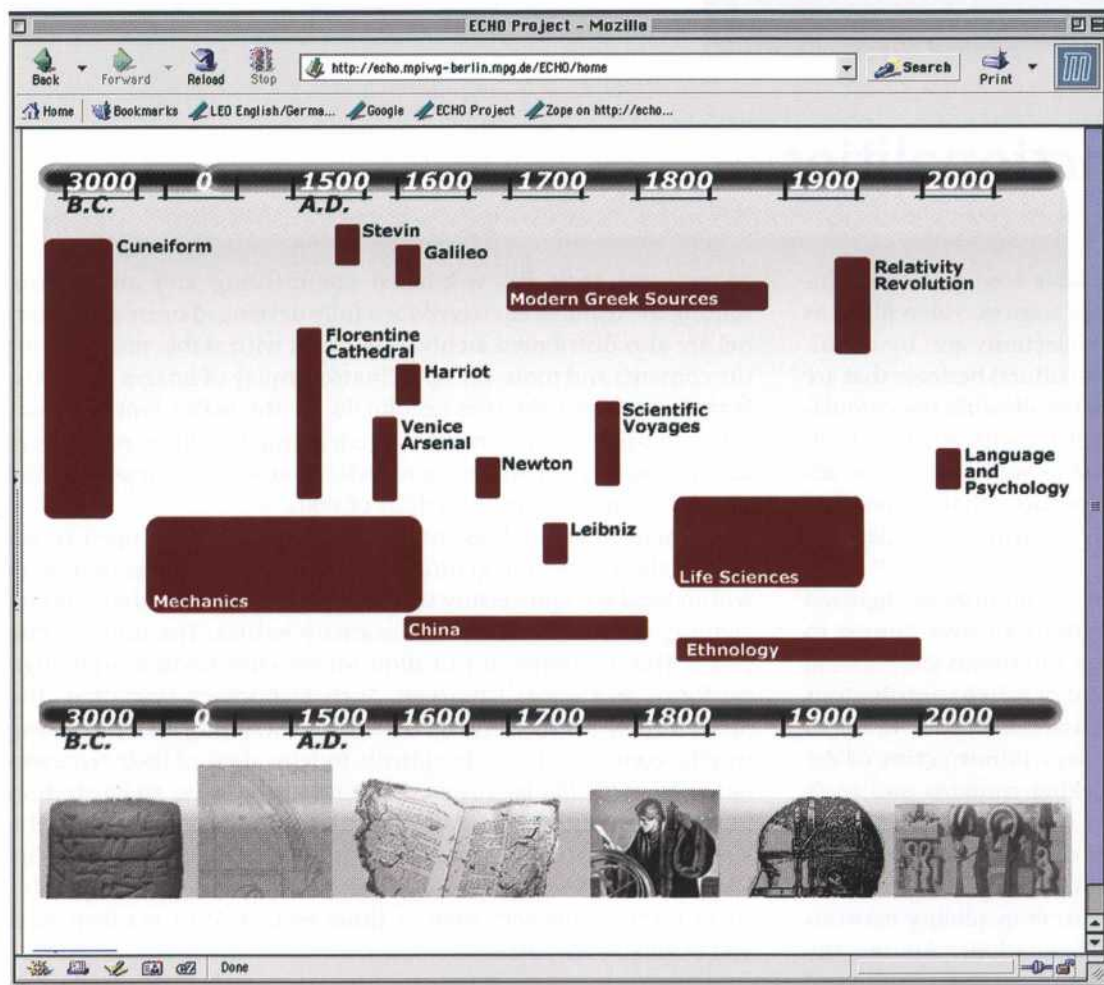 ECHO Project - Mozilla
Back Forward Reload Stop http://echo.mpiwg-berlin.mpg.de/ECHO/home Search Print
Home Bookmarks LEO English/Germa... Google ECHO Project Zope on http://echo...
3000 0 1500 1600 1700 1800 1900 2000
B.C. A.D.
Cuneiform
Stevin
Galileo
Modern Greek Sources
Relativity
Revolution
Florentine
Cathedral
Harriot
Venice
Arsenal
Scientific
Voyages
Newton
Language
and
Psychology
Leibniz
Life Sciences
Mechanics
China
Ethnology
3000 0 1500 1600 1700 1800 1900 2000
B.C. A.D.
Done